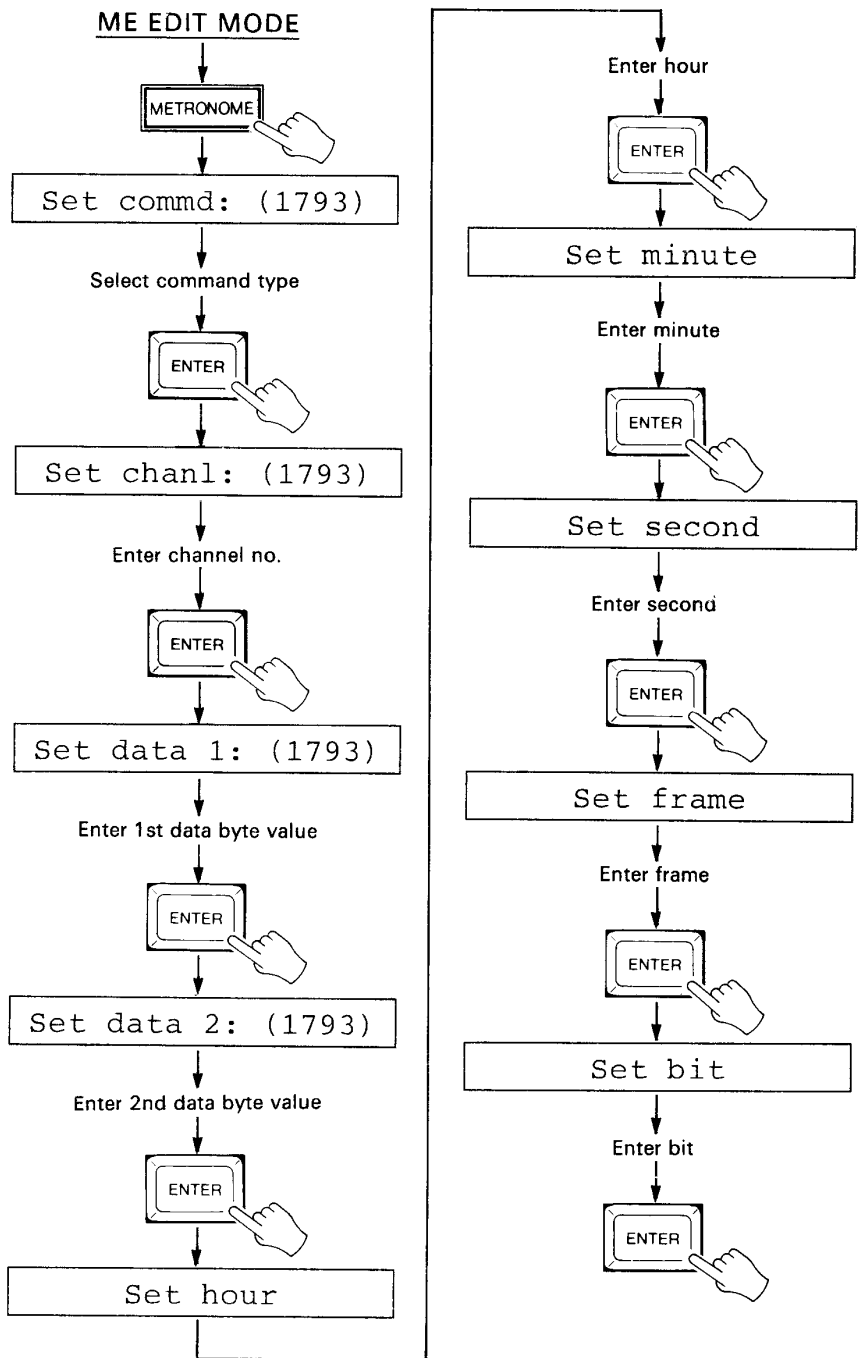 ME EDIT MODE
METRONOME
Set commd: (1793)
Select command type
ENTER
Set chanl: (1793)
Enter channel no.
ENTER
Set data 1: (1793)
Enter 1st data byte value
ENTER
Set data 2: (1793)
Enter 2nd data byte value
ENTER
Set hour
Enter hour
ENTER
Set minute
Enter minute
ENTER
Set second
Enter second
ENTER
Set frame
Enter frame
ENTER
Set bit
Enter bit
ENTER